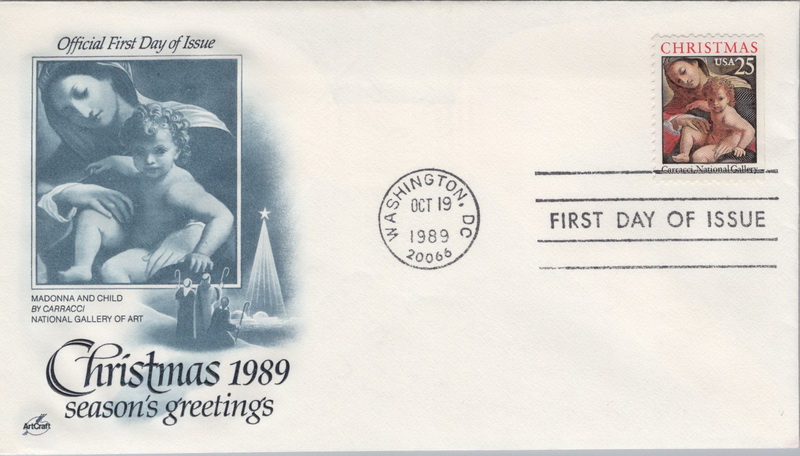 Official First Day of Issue
MADONNA AND CHILD
BY CARRACCI
NATIONAL GALLERY OF ART
Christmas 1989
season's greetings
ArtCraft
WASHINGTON, DC
OCT 19
1989
20066
CHRISTMAS
USA 25
Carracci, National Gallery
FIRST DAY OF ISSUE